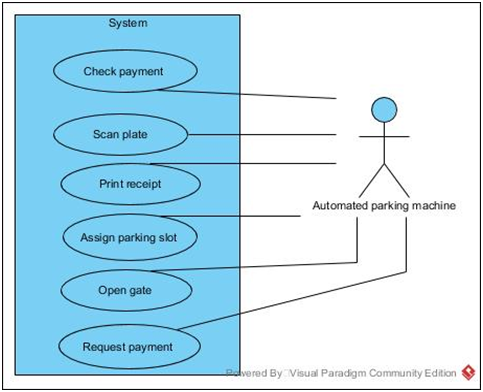 System
Check payment
Scan plate
Print receipt
Automated parking machine
Assign parking slot
Open gate
Request payment
Powered By Visual Paradigm Community Edition